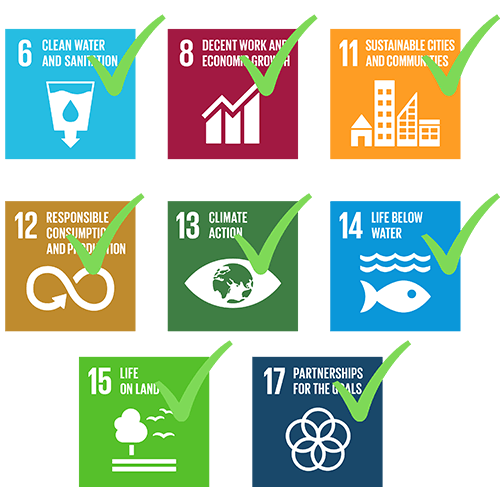 6 CLEAN WATER
AND SANITATION
8 DECENT WORK AND
ECONOMIC GROWTH
11 SUSTAINABLE CITIES
AND COMMUNITIES
12 RESPONSIBLE
CONSUMPTION
AND PRODUCTION
13 CLIMATE
ACTION
14 LIFE BELOW
WATER
15 LIFE
ON LAND
17 PARTNERSHIPS
FOR THE GOALS